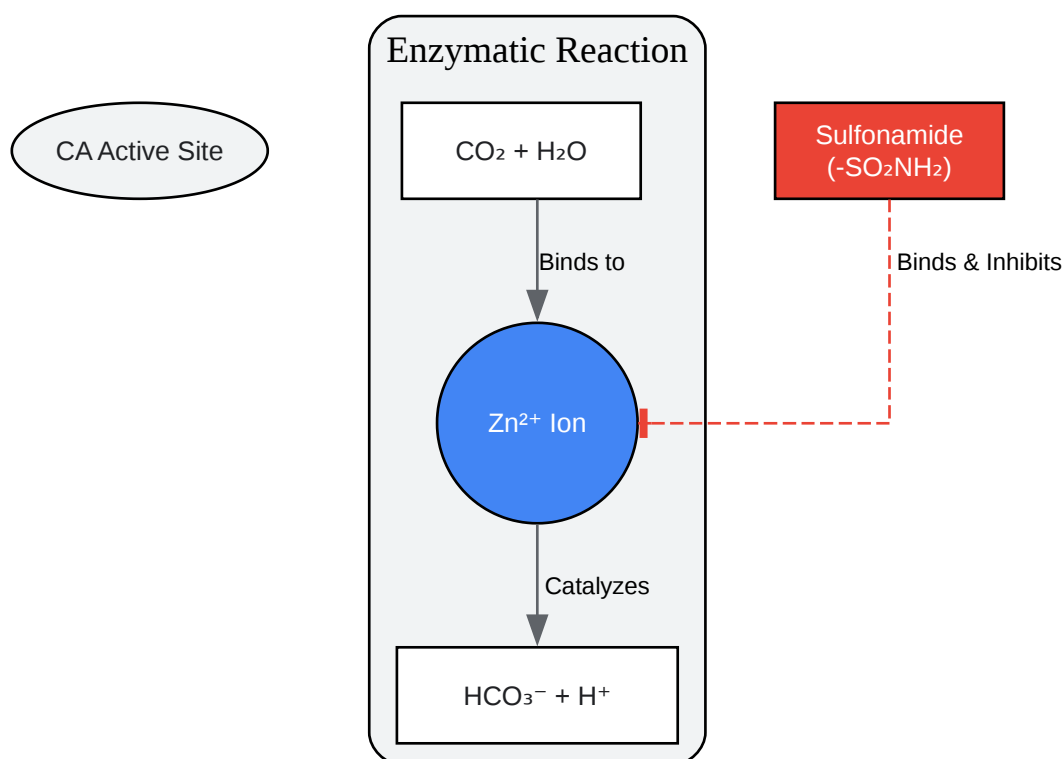 Enzymatic Reaction
CA Active Site
CO₂ + H₂O
Sulfonamide
(-SO₂NH₂)
Binds to
Binds & Inhibits
Zn²⁺ Ion
Catalyzes
HCO₃⁻ + H⁺